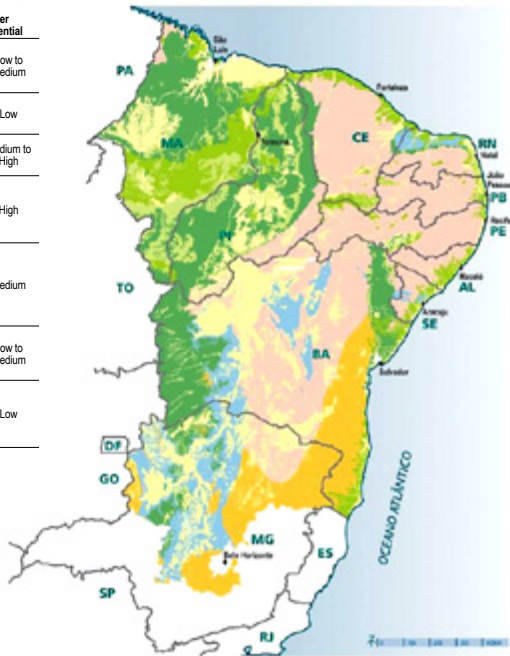 er
ential
ow to
edium
Low
dium to
High
High
edium
ow to
edium
Low
São
Luis
PA
Fortaleza
MA
CE
Teresina
RN
Natal
João
Pessoa
PB
Recife
PI
PE
TO
Maceió
AL
Aracaju
SE
BA
Salvador
DF
GO
OCEANO ATLÂNTICO
MG
Belo Horizonte
ES
SP
RJ